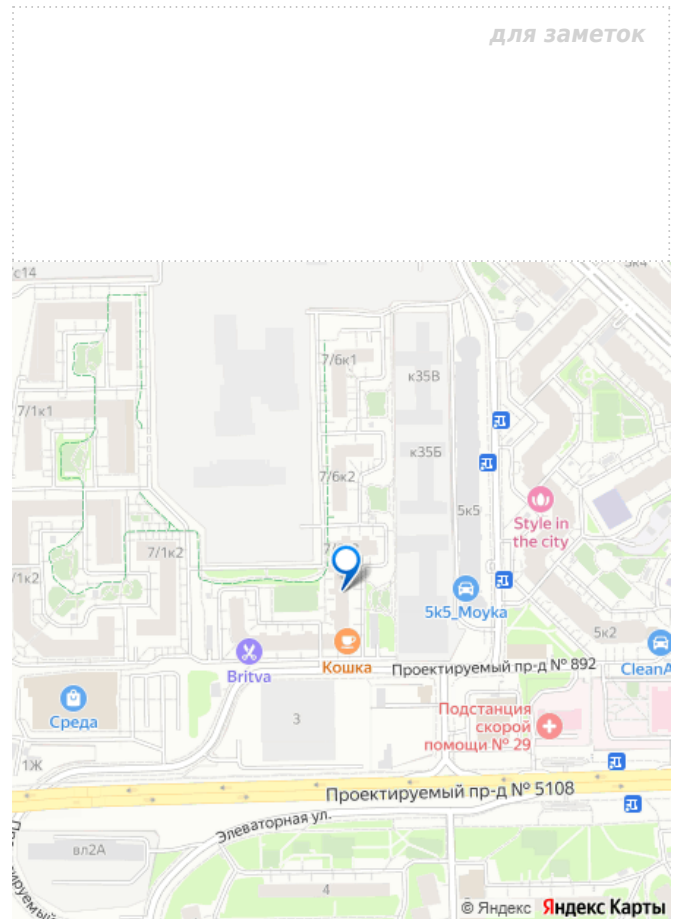 для заметок
с14
3к4
7/6к1
к35В
7/1к1
к35Б
7/6к2
5к5
Style in
the city
7/1к2
7/1к2
5к5_Moyka
5к2
Britva
Кошка
Проектируемый пр-д № 892
CleanA
Среда
3
Подстанция
скорой
помощи № 29
1Ж
Проектируемый пр-д № 5108
Элеваторная ул.
вл2А
4
© Яндекс Яндекс Карты